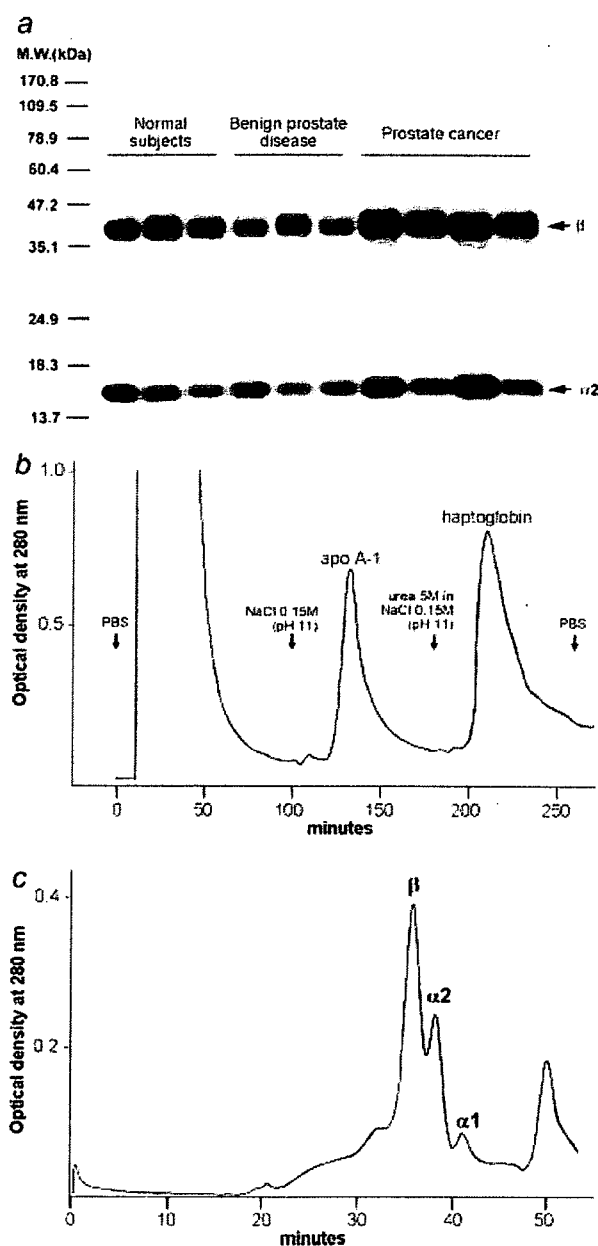 a
M.W.(kDa)
170.8
109.5
78.9
60.4
47.2
35.1
24.9
18.3
13.7
Normal
subjects
Benign prostate
disease
Prostate cancer
β
α2
b
Optical density at 280 nm
1.0
0.5
PBS
NaCl 0.15M
(pH 11)
apo A-1
urea 5M in
NaCl 0.15M
(pH 11)
haptoglobin
PBS
0 50 100 150 200 250
minutes
c
Optical density at 280 nm
0.4
0.2
β
α2
α1
0 10 20 30 40 50
minutes